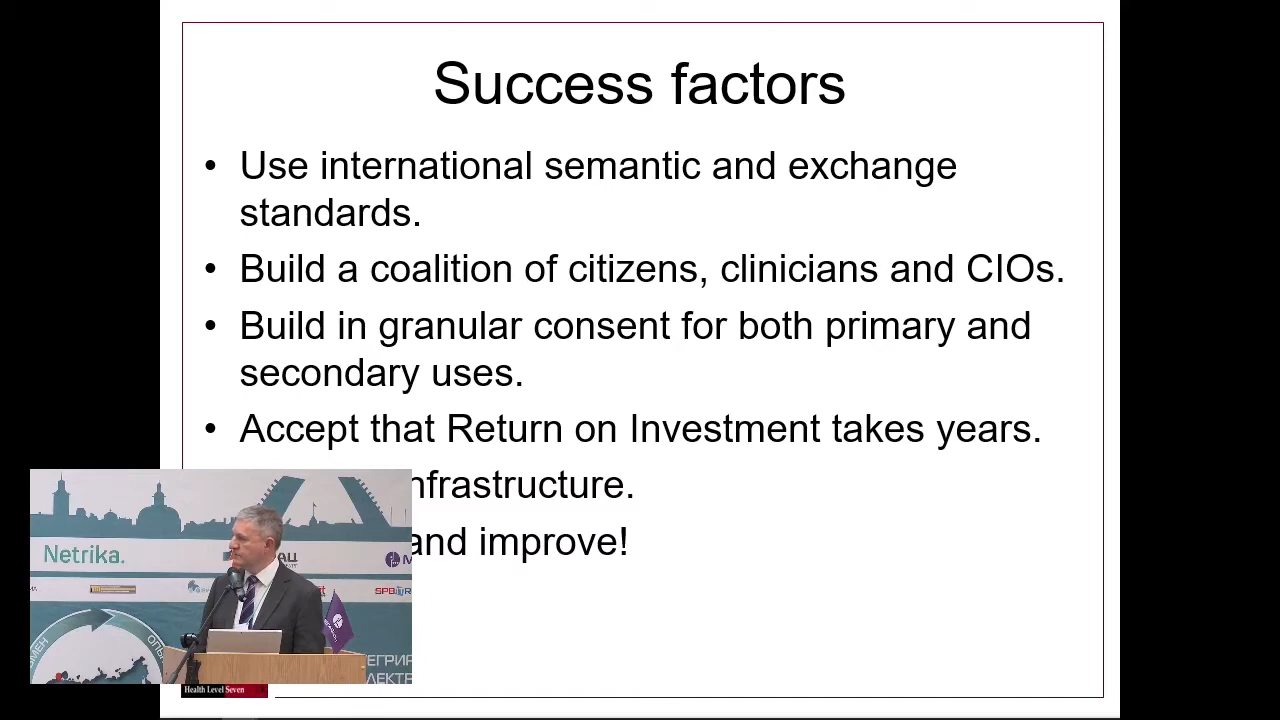 Success factors
• Use international semantic and exchange
standards.
• Build a coalition of citizens, clinicians and CIOs.
• Build in granular consent for both primary and
secondary uses.
• Accept that Return on Investment takes years.
nfrastructure.
and improve!
Netrika.
Health Level Seven